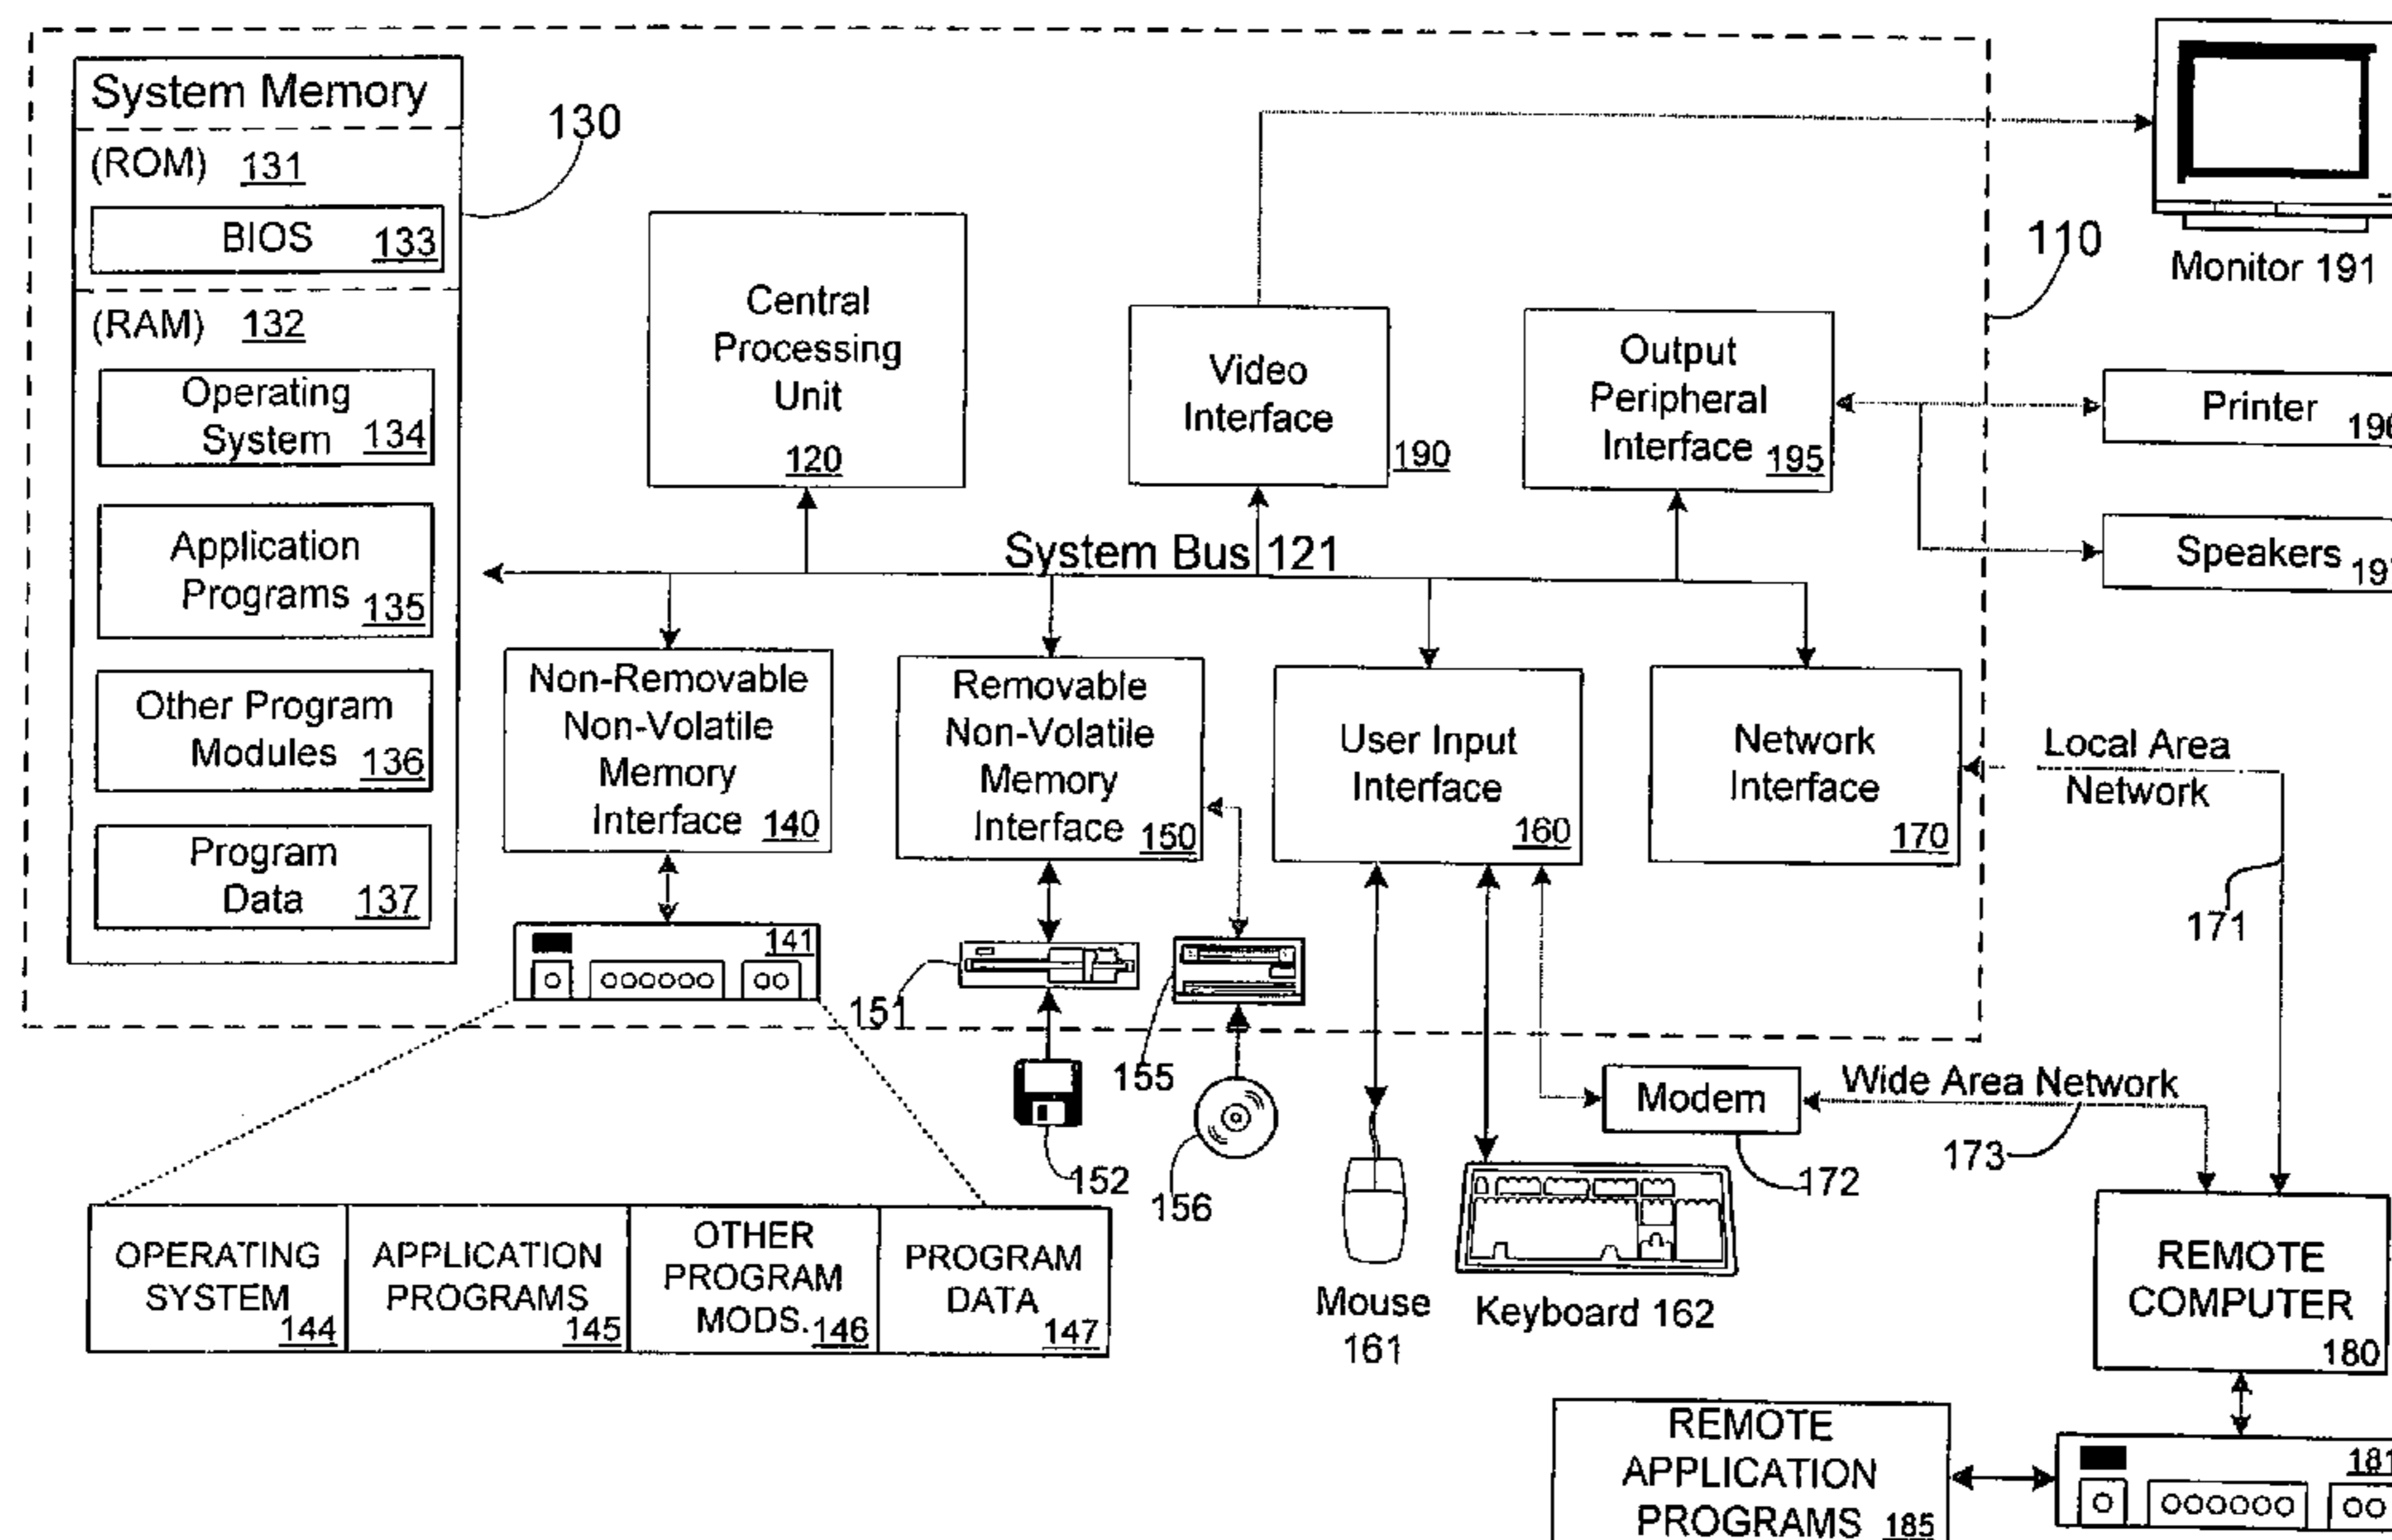 System Memory
(ROM) 131
BIOS 133
(RAM) 132
Operating
System 134
Application
Programs 135
Other Program
Modules 136
Program
Data 137
130
Central
Processing
Unit
120
Video
Interface
190
Output
Peripheral
Interface 195
110
Monitor 191
Printer
196
Speakers
System Bus 121
Non-Removable
Non-Volatile
Memory
Interface 140
Removable
Non-Volatile
Memory
Interface 150
User Input
Interface
160
Network
Interface
170
Local Area
Network
171
141
151
155
152
156
Modem
172
Wide Area Network
173
Mouse
161
Keyboard 162
OPERATING
SYSTEM
144
APPLICATION
PROGRAMS
145
OTHER
PROGRAM
MODS. 146
PROGRAM
DATA
147
REMOTE
COMPUTER
180
REMOTE
APPLICATION
PROGRAMS 185
181